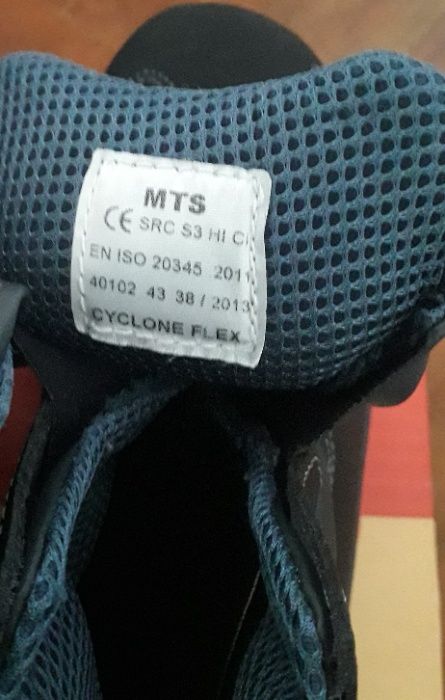 MTS
CE SRC S3 HI CI
EN ISO 20345 2011
40102 43 38 / 2013
CYCLONE FLEX